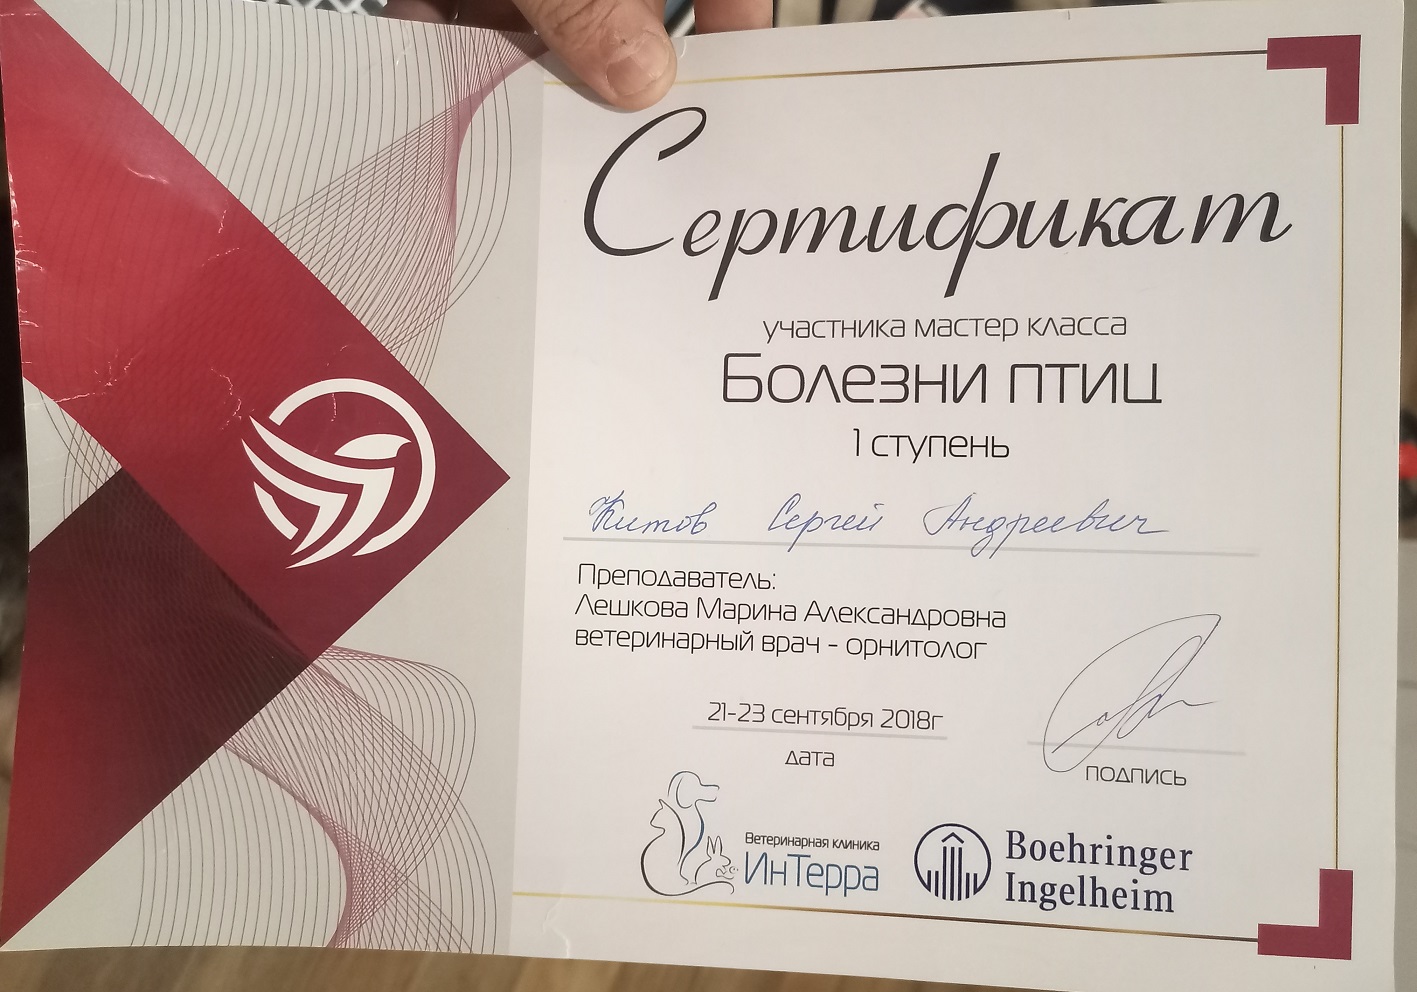 Сертификат
участника мастер класса
Болезни птиц
1 ступень
Китов Сергей Андреевич
Преподаватель:
Лешкова Марина Александровна
ветеринарный врач - орнитолог
21-23 сентября 2018г
дата
подпись
Ветеринарная клиника
ИнТерра
Boehringer
Ingelheim